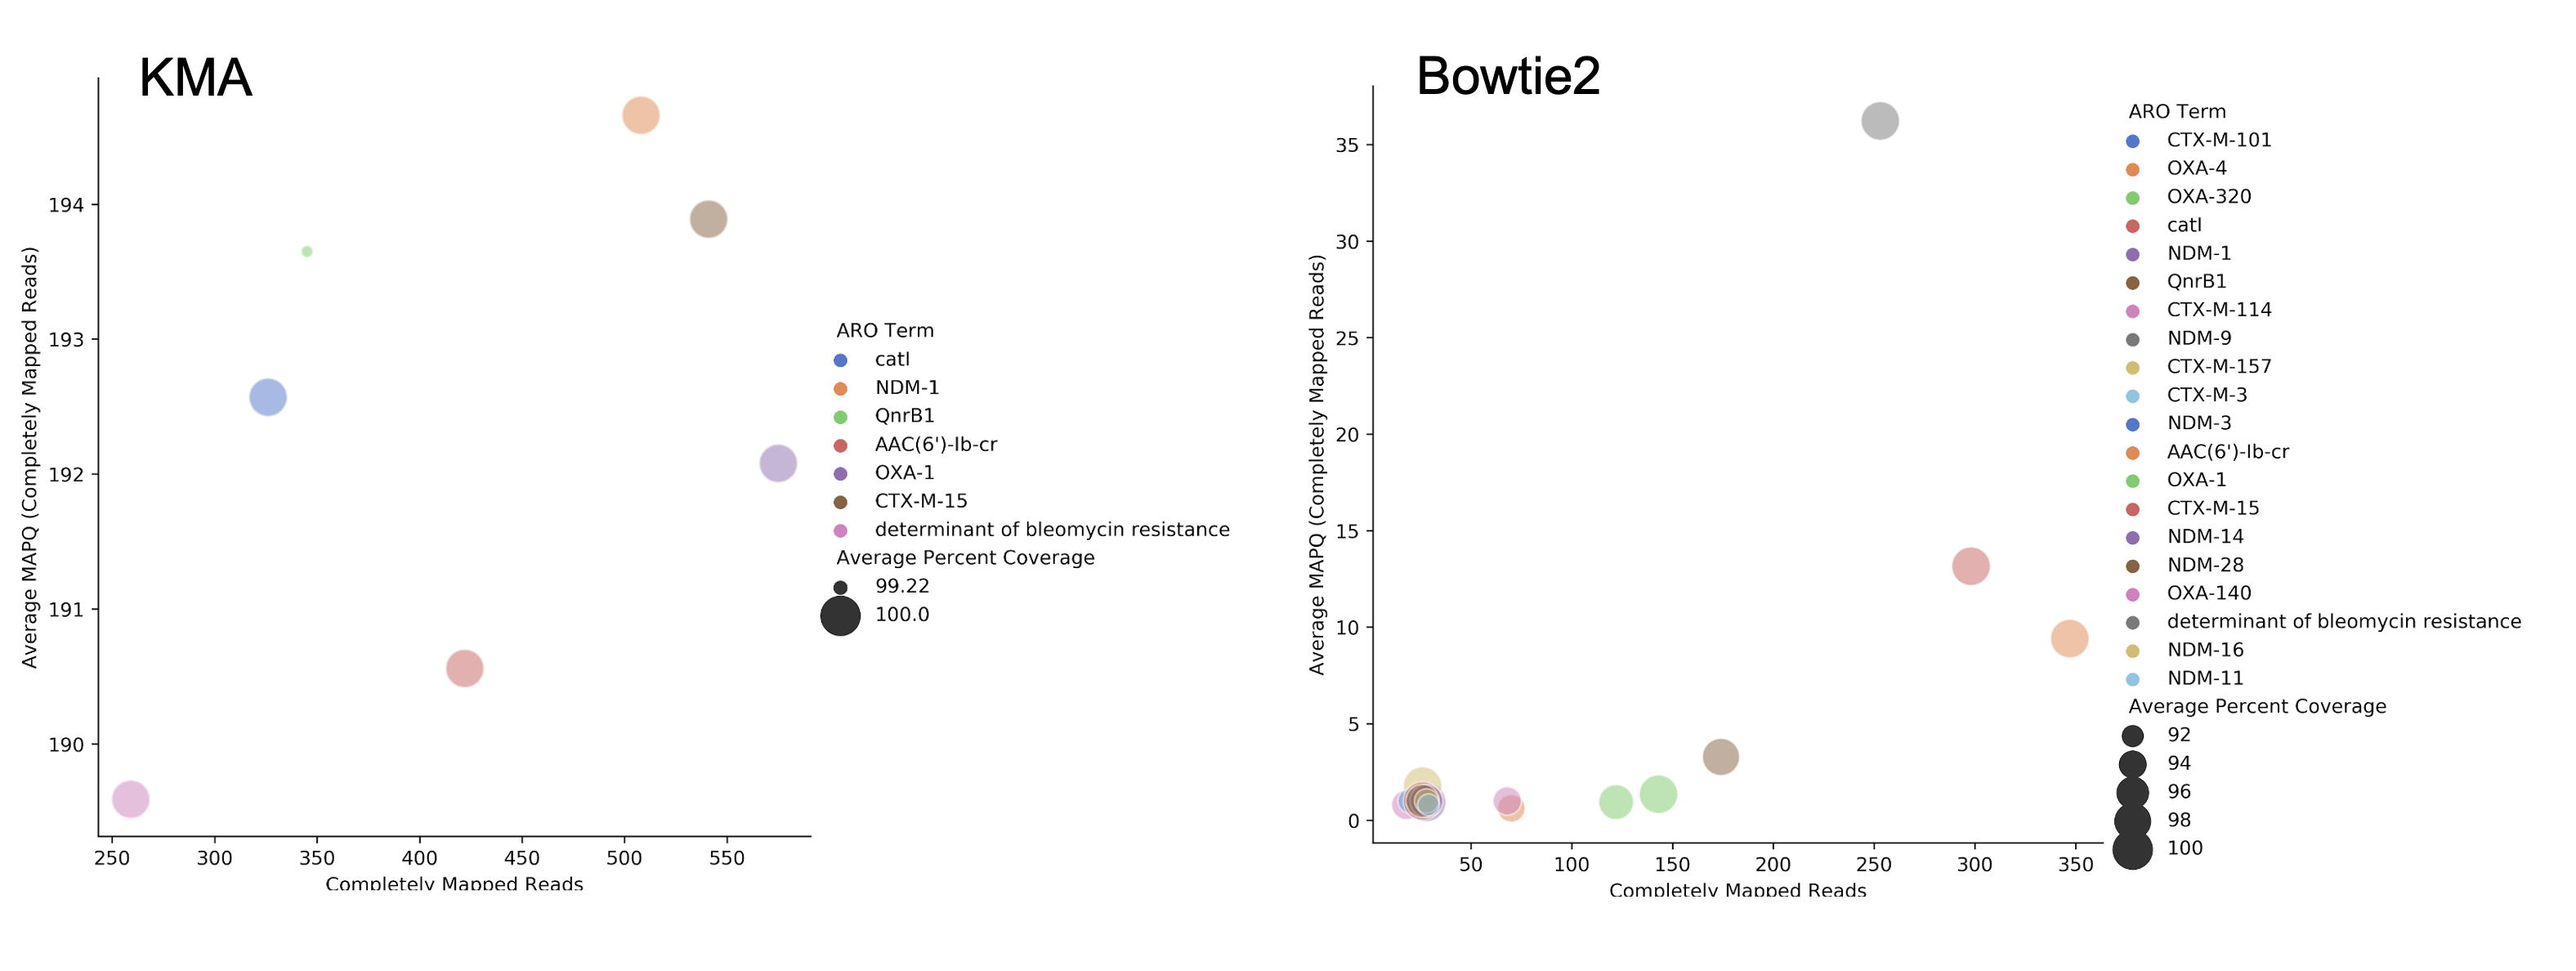 KMA
194
193
192
191
190
Average MAPQ (Completely Mapped Reads)
250 300 350 400 450 500 550
Completely Mapped Reads
ARO Term
catI
NDM-1
QnrB1
AAC(6')-Ib-cr
OXA-1
CTX-M-15
determinant of bleomycin resistance
Average Percent Coverage
99.22
100.0
Bowtie2
35
30
25
20
15
10
5
0
Average MAPQ (Completely Mapped Reads)
50 100 150 200 250 300 350
Completely Mapped Reads
ARO Term
CTX-M-101
OXA-4
OXA-320
catI
NDM-1
QnrB1
CTX-M-114
NDM-9
CTX-M-157
CTX-M-3
NDM-3
AAC(6')-Ib-cr
OXA-1
CTX-M-15
NDM-14
NDM-28
OXA-140
determinant of bleomycin resistance
NDM-16
NDM-11
Average Percent Coverage
92
94
96
98
100